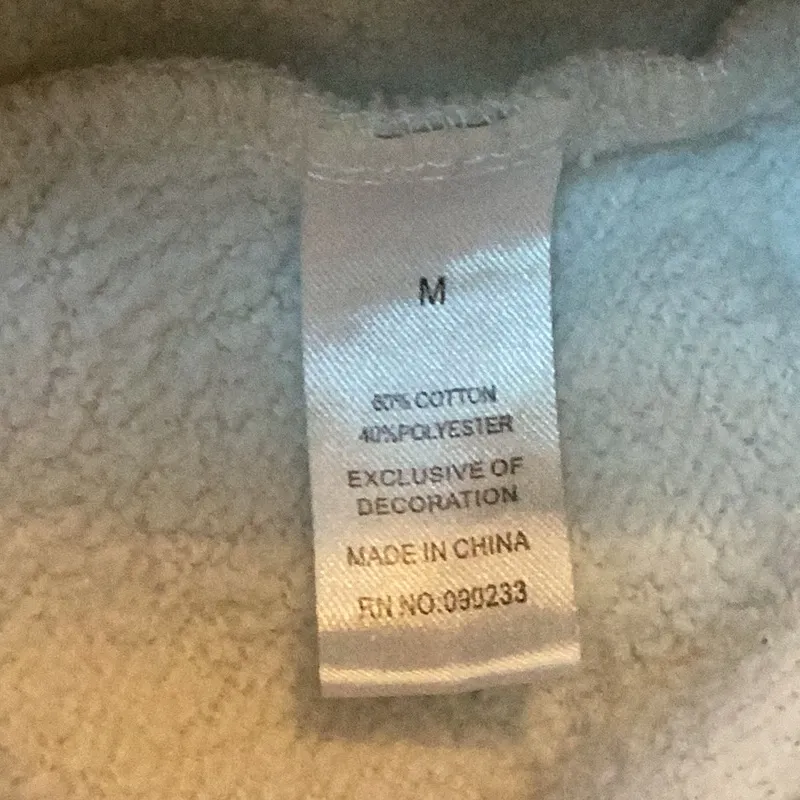 M
60% COTTON
40%POLYESTER
EXCLUSIVE OF
DECORATION
MADE IN CHINA
RN NO:090233